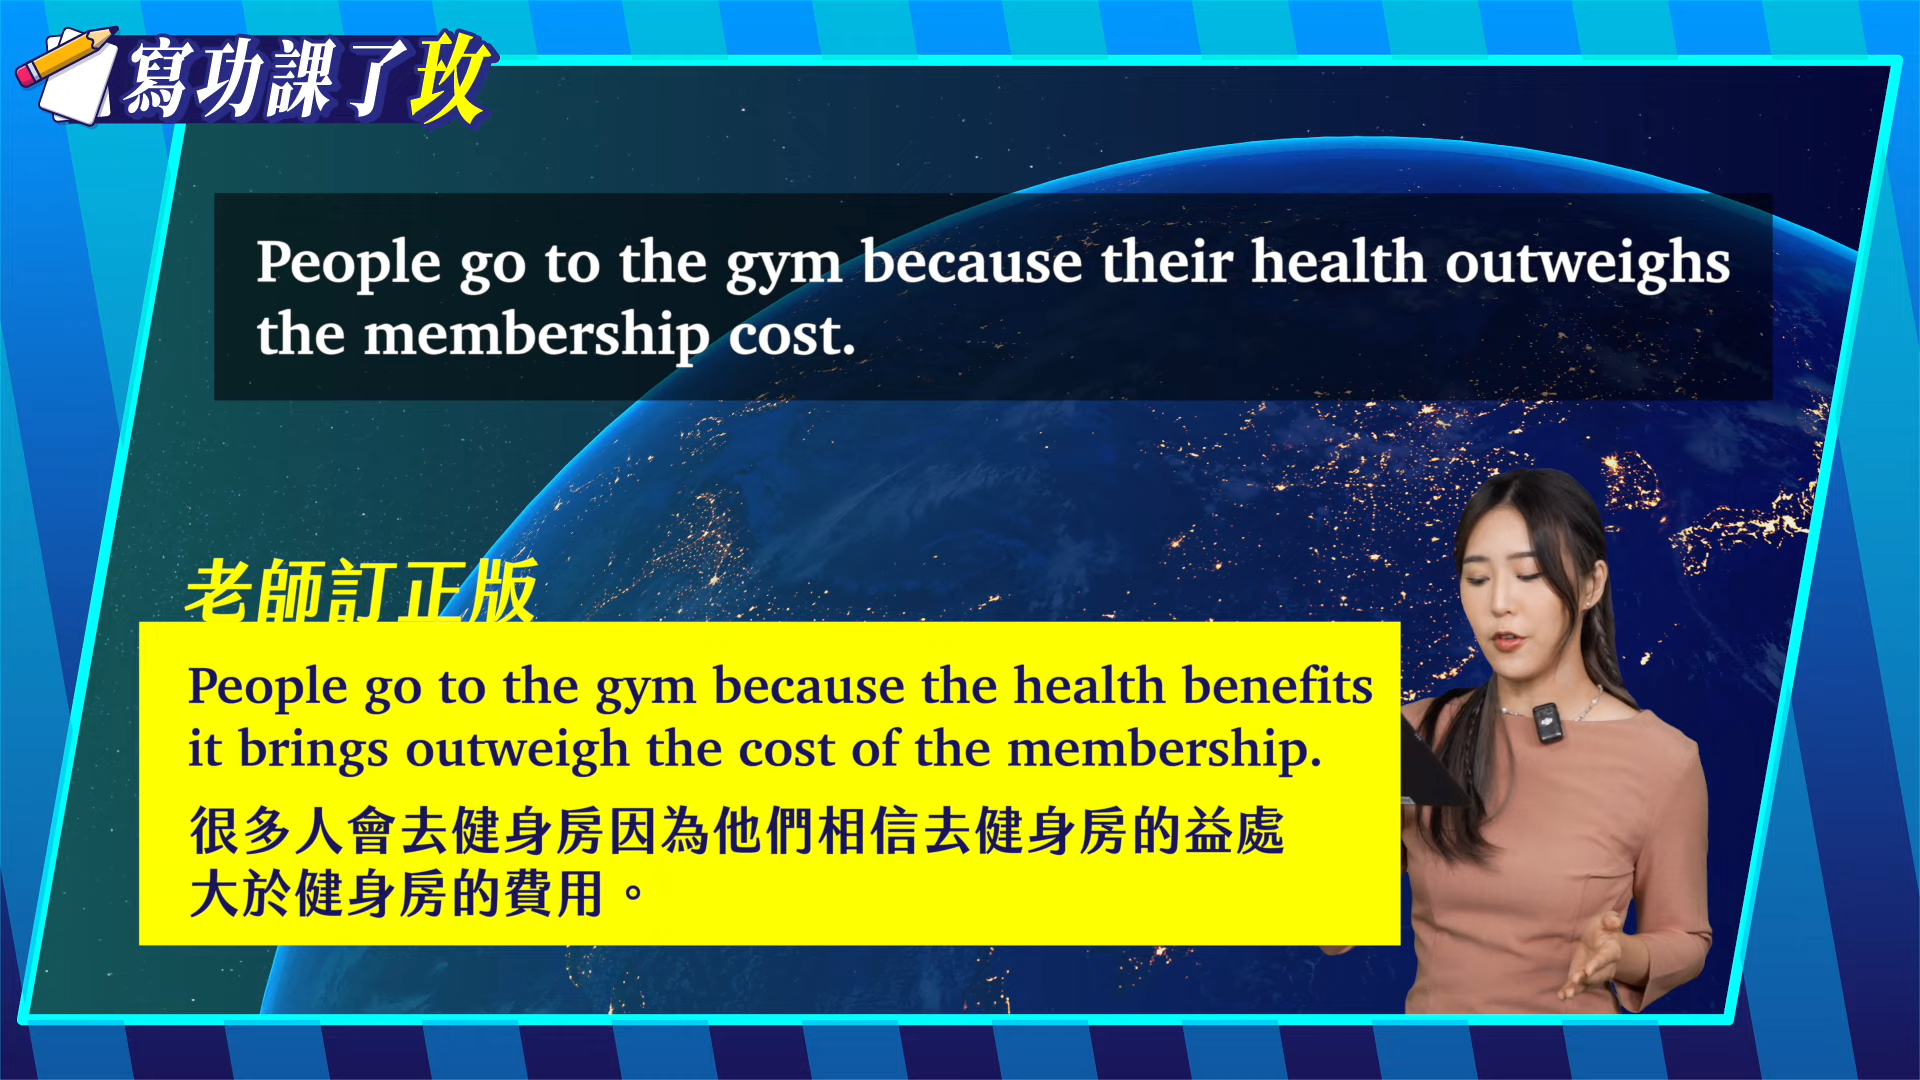 寫功課了玫
People go to the gym because their health outweighs
the membership cost.
老師訂正版
People go to the gym because the health benefits
it brings outweigh the cost of the membership.
很多人會去健身房因為他們相信去健身房的益處
大於健身房的費用。